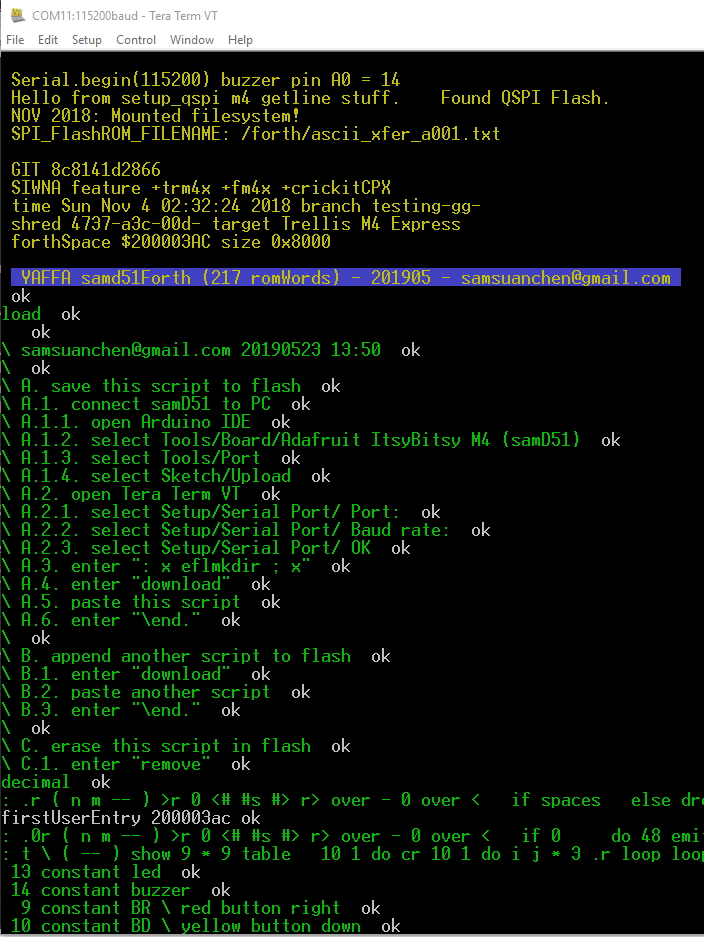 COM11:115200baud - Tera Term VT
File Edit Setup Control Window Help
Serial.begin(115200) buzzer pin A0 = 14
Hello from setup_qspi m4 getline stuff.    Found QSPI Flash.
NOV 2018: Mounted filesystem!
SPI_FlashROM_FILENAME: /forth/ascii_xfer_a001.txt
GIT 8c8141d2866
SIWNA feature +trm4x +fm4x +crickitCPX
time Sun Nov 4 02:32:24 2018 branch testing-gg-
shred 4737-a3c-00d- target Trellis M4 Express
forthSpace $200003AC size 0x8000
YAFFA samd51Forth (217 romWords) - 201905 - samsuanchen@gmail.com
ok
load  ok
ok
\ samsuanchen@gmail.com 20190523 13:50  ok
\  ok
\ A. save this script to flash  ok
\ A.1. connect samD51 to PC  ok
\ A.1.1. open Arduino IDE  ok
\ A.1.2. select Tools/Board/Adafruit ItsyBitsy M4 (samD51)  ok
\ A.1.3. select Tools/Port  ok
\ A.1.4. select Sketch/Upload  ok
\ A.2. open Tera Term VT  ok
\ A.2.1. select Setup/Serial Port/ Port:  ok
\ A.2.2. select Setup/Serial Port/ Baud rate:  ok
\ A.2.3. select Setup/Serial Port/ OK  ok
\ A.3. enter ": x eflmkdir ; x"  ok
\ A.4. enter "download"  ok
\ A.5. paste this script  ok
\ A.6. enter "\end."  ok
\  ok
\ B. append another script to flash  ok
\ B.1. enter "download"  ok
\ B.2. paste another script  ok
\ B.3. enter "\end."  ok
\  ok
\ C. erase this script in flash  ok
\ C.1. enter "remove"  ok
decimal  ok
: .r ( n m -- ) >r 0 <# #s #> r> over - 0 over <   if spaces   else dro
firstUserEntry 200003ac ok
: .0r ( n m -- ) >r 0 <# #s #> r> over - 0 over <   if 0     do 48 emi
: t \ ( -- ) show 9 * 9 table   10 1 do cr 10 1 do i j * 3 .r loop loop
13 constant led  ok
14 constant buzzer  ok
9 constant BR \ red button right  ok
10 constant BD \ yellow button down  ok